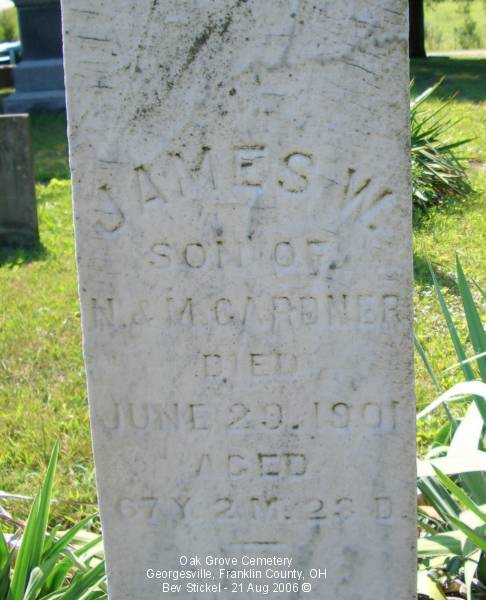 JAMES W.
SON OF
N. & M. GARDNER
DIED
JUNE 29. 1901
AGED
67 Y. 2 M. 23 D.
Oak Grove Cemetery
Georgesville, Franklin County, OH
Bev Stickel - 21 Aug 2006 ©